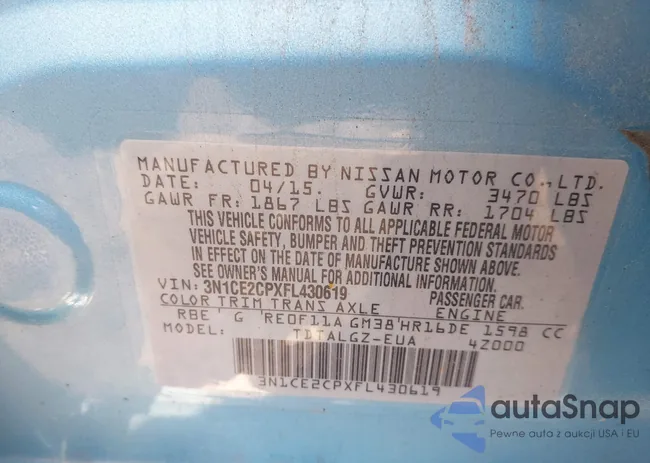 MANUFACTURED BY NISSAN MOTOR CO., LTD.
DATE: 04/15. GVWR: 3470 LBS
GAWR FR: 1867 LBS GAWR RR: 1704 LBS
THIS VEHICLE CONFORMS TO ALL APPLICABLE FEDERAL MOTOR
VEHICLE SAFETY, BUMPER AND THEFT PREVENTION STANDARDS
IN EFFECT ON THE DATE OF MANUFACTURE SHOWN ABOVE.
SEE OWNER'S MANUAL FOR ADDITIONAL INFORMATION.
VIN: 3N1CE2CPXFL430619 PASSENGER CAR.
COLOR TRIM TRANS AXLE ENGINE
RBE G RE0F11A GM38 HR16DE 1598 CC
MODEL: TDTALGZ-EUA 4Z000
3N1CE2CPXFL430619
autaSnap
Pewne auta z aukcji USA i EU